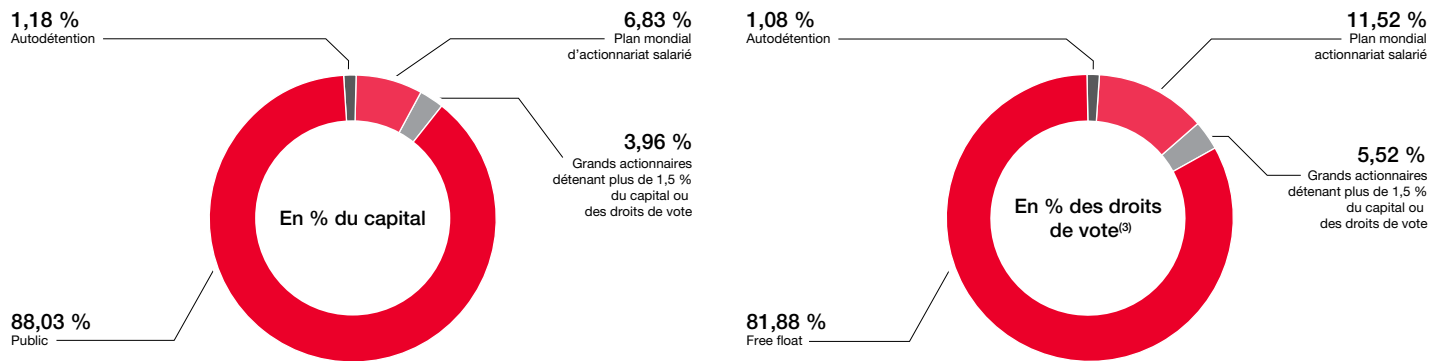 1,18 %
Autodétention
6,83 %
Plan mondial
d'actionnariat salarié
3,96 %
Grands actionnaires
détenant plus de 1,5 %
du capital ou
des droits de vote
En % du capital
88,03 %
Public
1,08 %
Autodétention
11,52 %
Plan mondial
actionnariat salarié
5,52 %
Grands actionnaires
détenant plus de 1,5 %
du capital ou
des droits de vote
En % des droits
de vote(3)
81,88 %
Free float